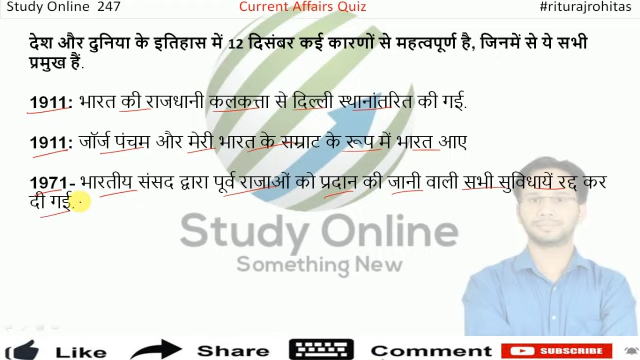 Study Online 247
Current Affairs Quiz
#riturajrohitas
देश और दुनिया के इतिहास में 12 दिसंबर कई कारणों से महत्वपूर्ण है, जिनमें से ये सभी
प्रमुख हैं.
1911: भारत की राजधानी कलकत्ता से दिल्ली स्थानांतरित की गई.
1911: जॉर्ज पंचम और मेरी भारत के सम्राट के रूप में भारत आए
1971- भारतीय संसद द्वारा पूर्व राजाओं को प्रदान की जानी वाली सभी सुविधायें रद्द कर
दी गई.
Study Online
Something New
Like
Share
Comment
SUBSCRIBE